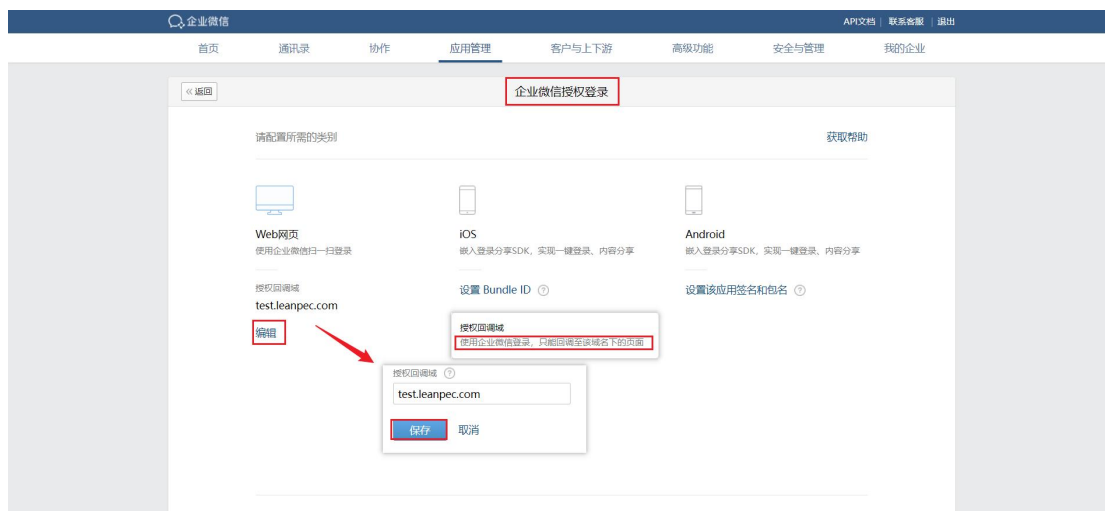 企业微信
API文档 | 联系客服 | 退出
首页 通讯录 协作 应用管理 客户与上下游 高级功能 安全与管理 我的企业
« 返回
企业微信授权登录
请配置所需的类别
获取帮助
Web网页
iOS
Android
使用企业微信扫一扫登录
嵌入登录分享SDK，实现一键登录、内容分享
嵌入登录分享SDK，实现一键登录、内容分享
授权回调域
设置 Bundle ID ?
设置该应用签名和包名 ?
test.leanpec.com
编辑
授权回调域
使用企业微信登录，只能回调至该域名下的页面
授权回调域 ?
test.leanpec.com
保存 取消